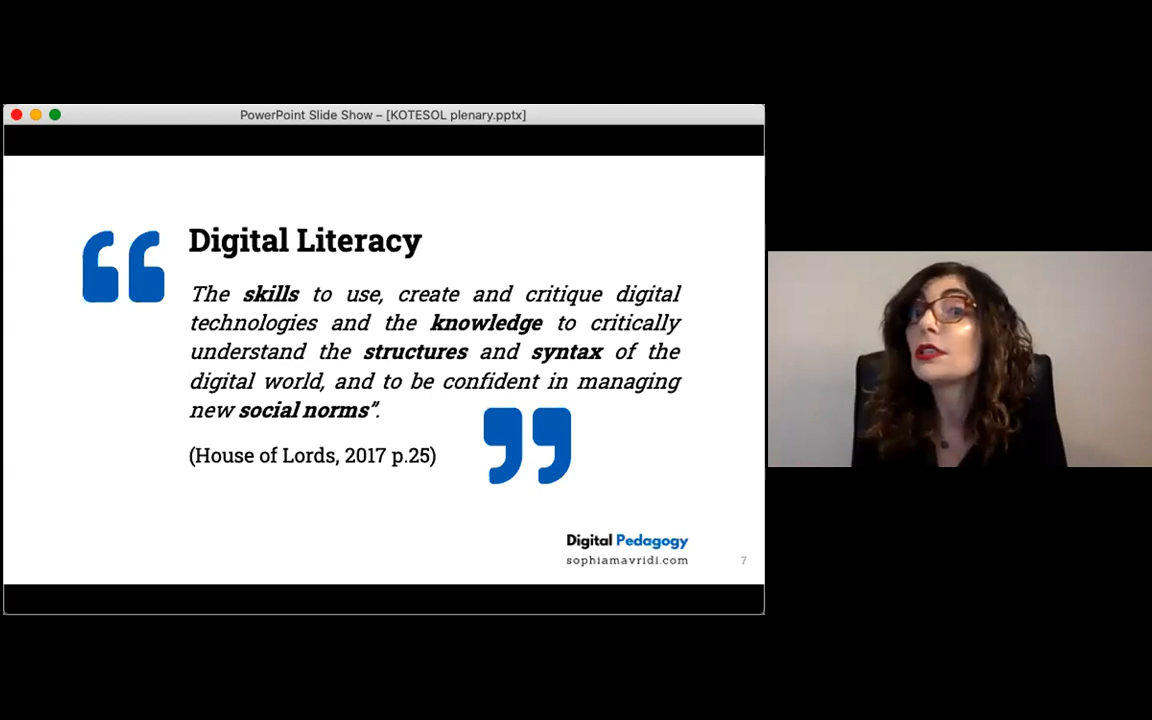 PowerPoint Slide Show – [KOTESOL plenary.pptx]
Digital Literacy
The skills to use, create and critique digital
technologies and the knowledge to critically
understand the structures and syntax of the
digital world, and to be confident in managing
new social norms”.
(House of Lords, 2017 p.25)
Digital Pedagogy
sophiamavridi.com
7